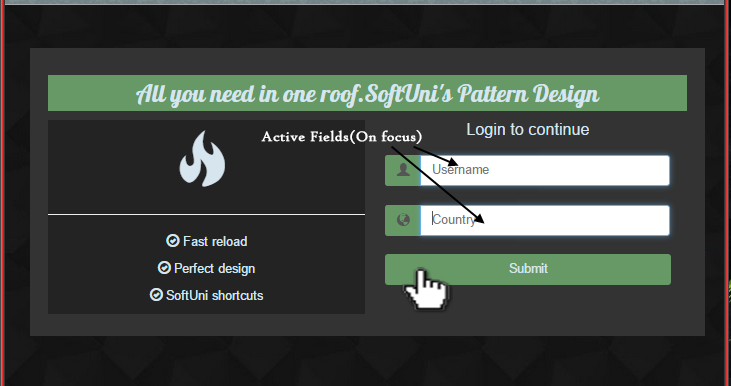 All you need in one roof.SoftUni's Pattern Design
Active Fields(On focus)
Fast reload
Perfect design
SoftUni shortcuts
Login to continue
Username
Country
Submit